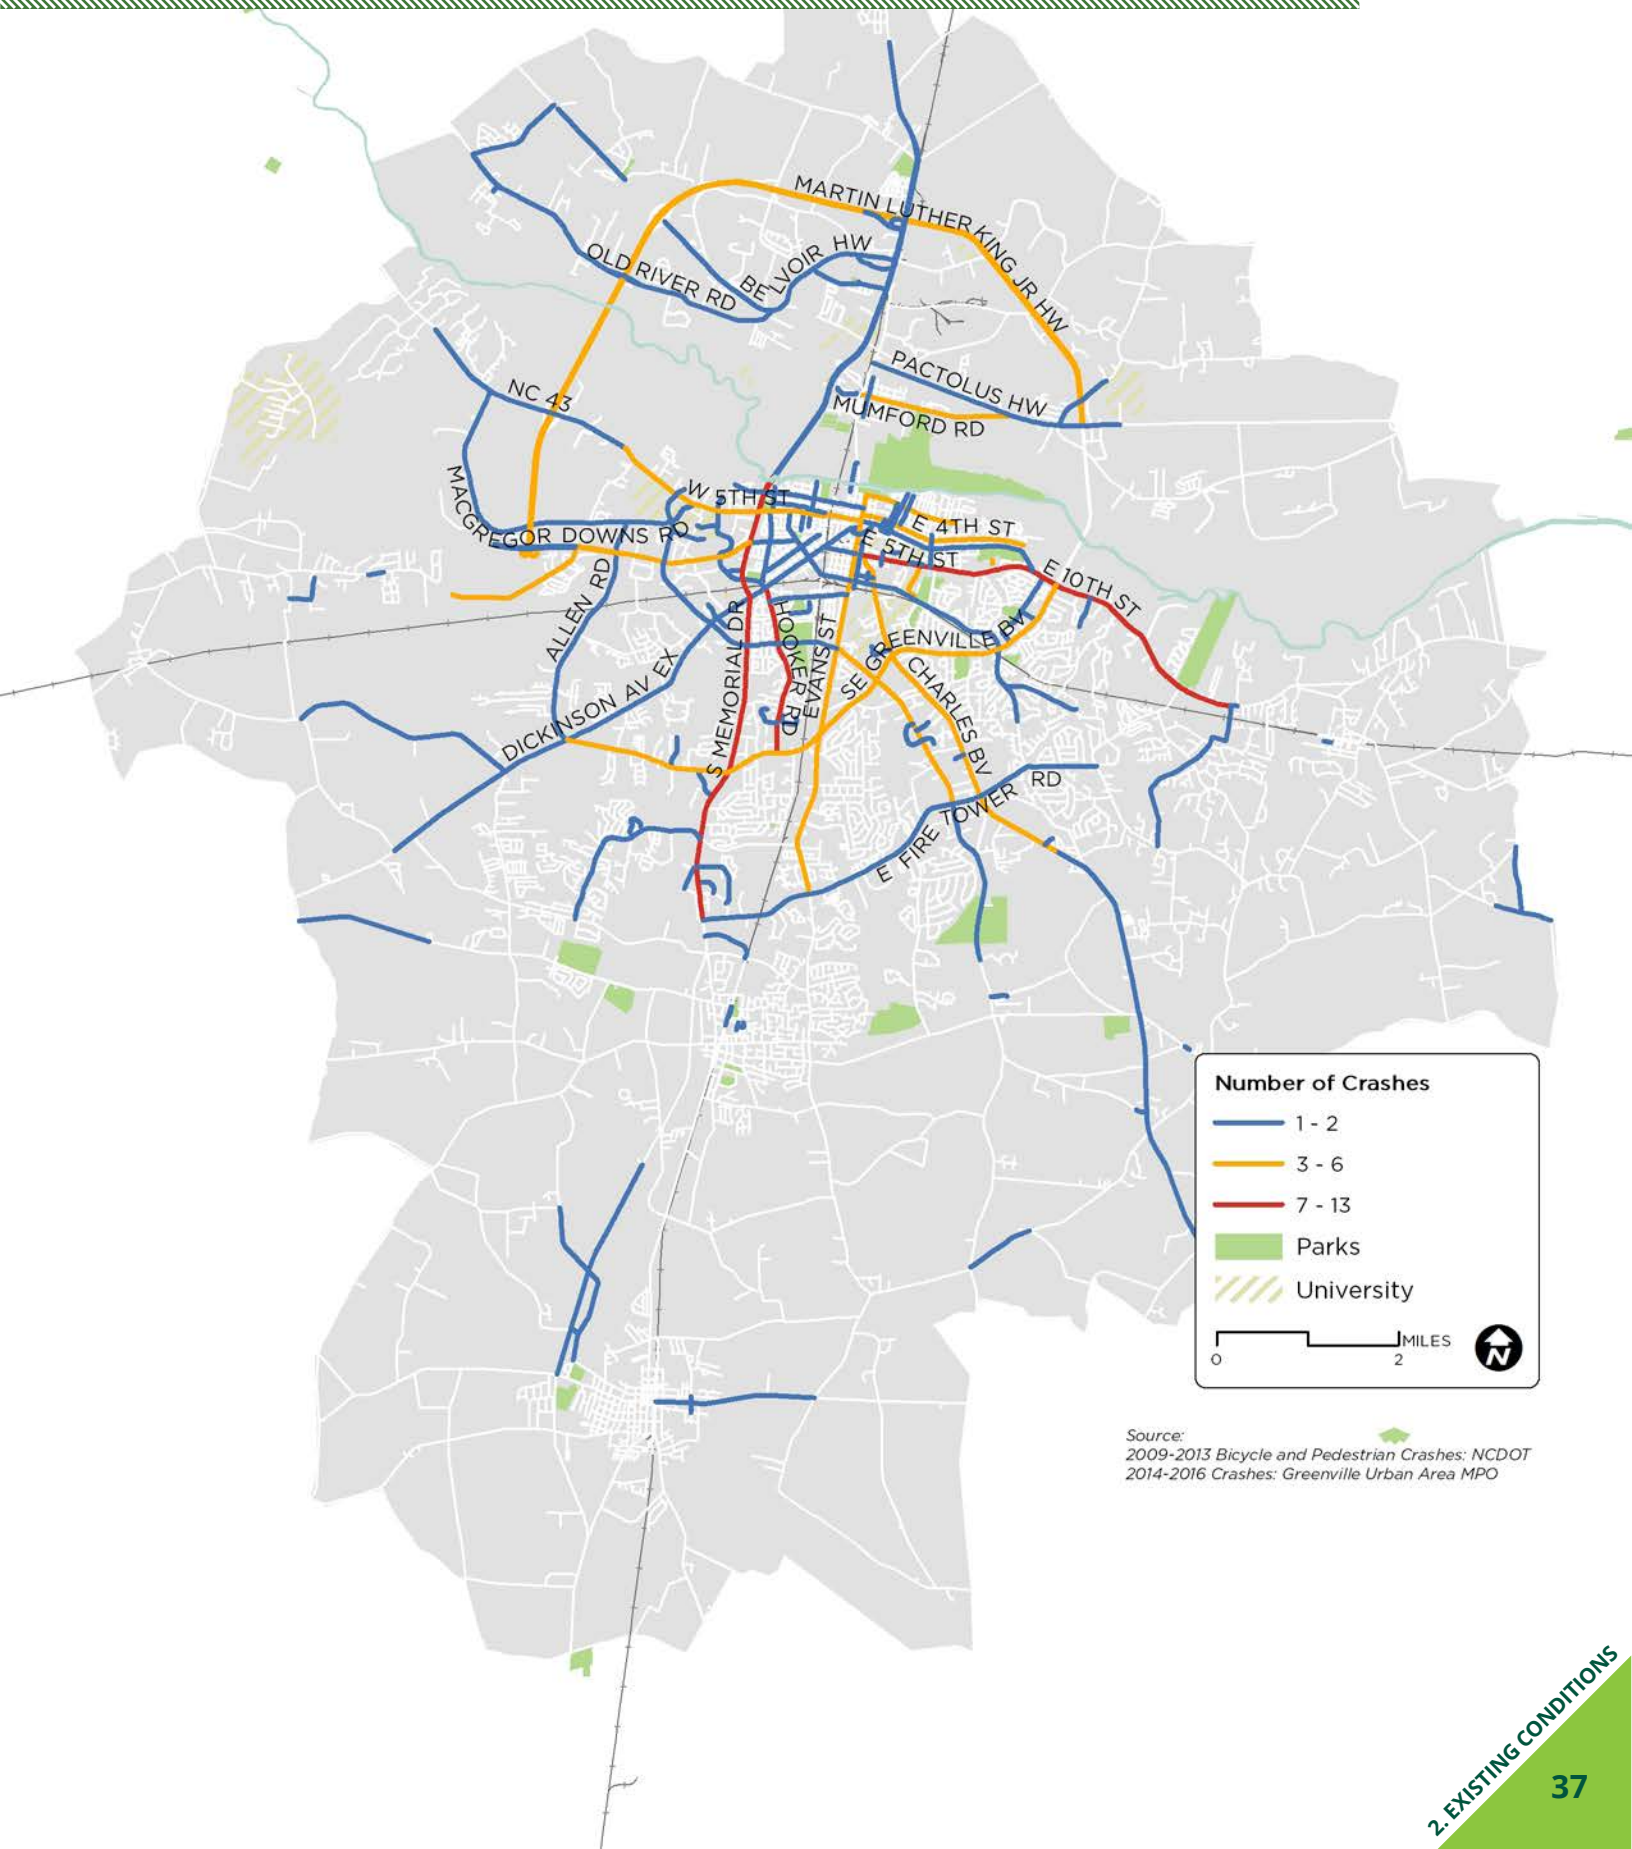 MARTIN LUTHER KING JR HW
OLD RIVER RD
BELVOIR HW
NC 43
PACTOLUS HW
MUMFORD RD
MACGREGOR DOWNS RD
W 5TH ST
E 4TH ST
E 5TH ST
E 10TH ST
ALLEN RD
DICKINSON AV EX
S MEMORIAL DR
HOOKER RD
EVANS ST
SE GREENVILLE BV
CHARLES BV
E FIRE TOWER RD
Number of Crashes
1 - 2
3 - 6
7 - 13
Parks
University
MILES
0 2
N
Source:
2009-2013 Bicycle and Pedestrian Crashes: NCDOT
2014-2016 Crashes: Greenville Urban Area MPO
2. EXISTING CONDITIONS
37